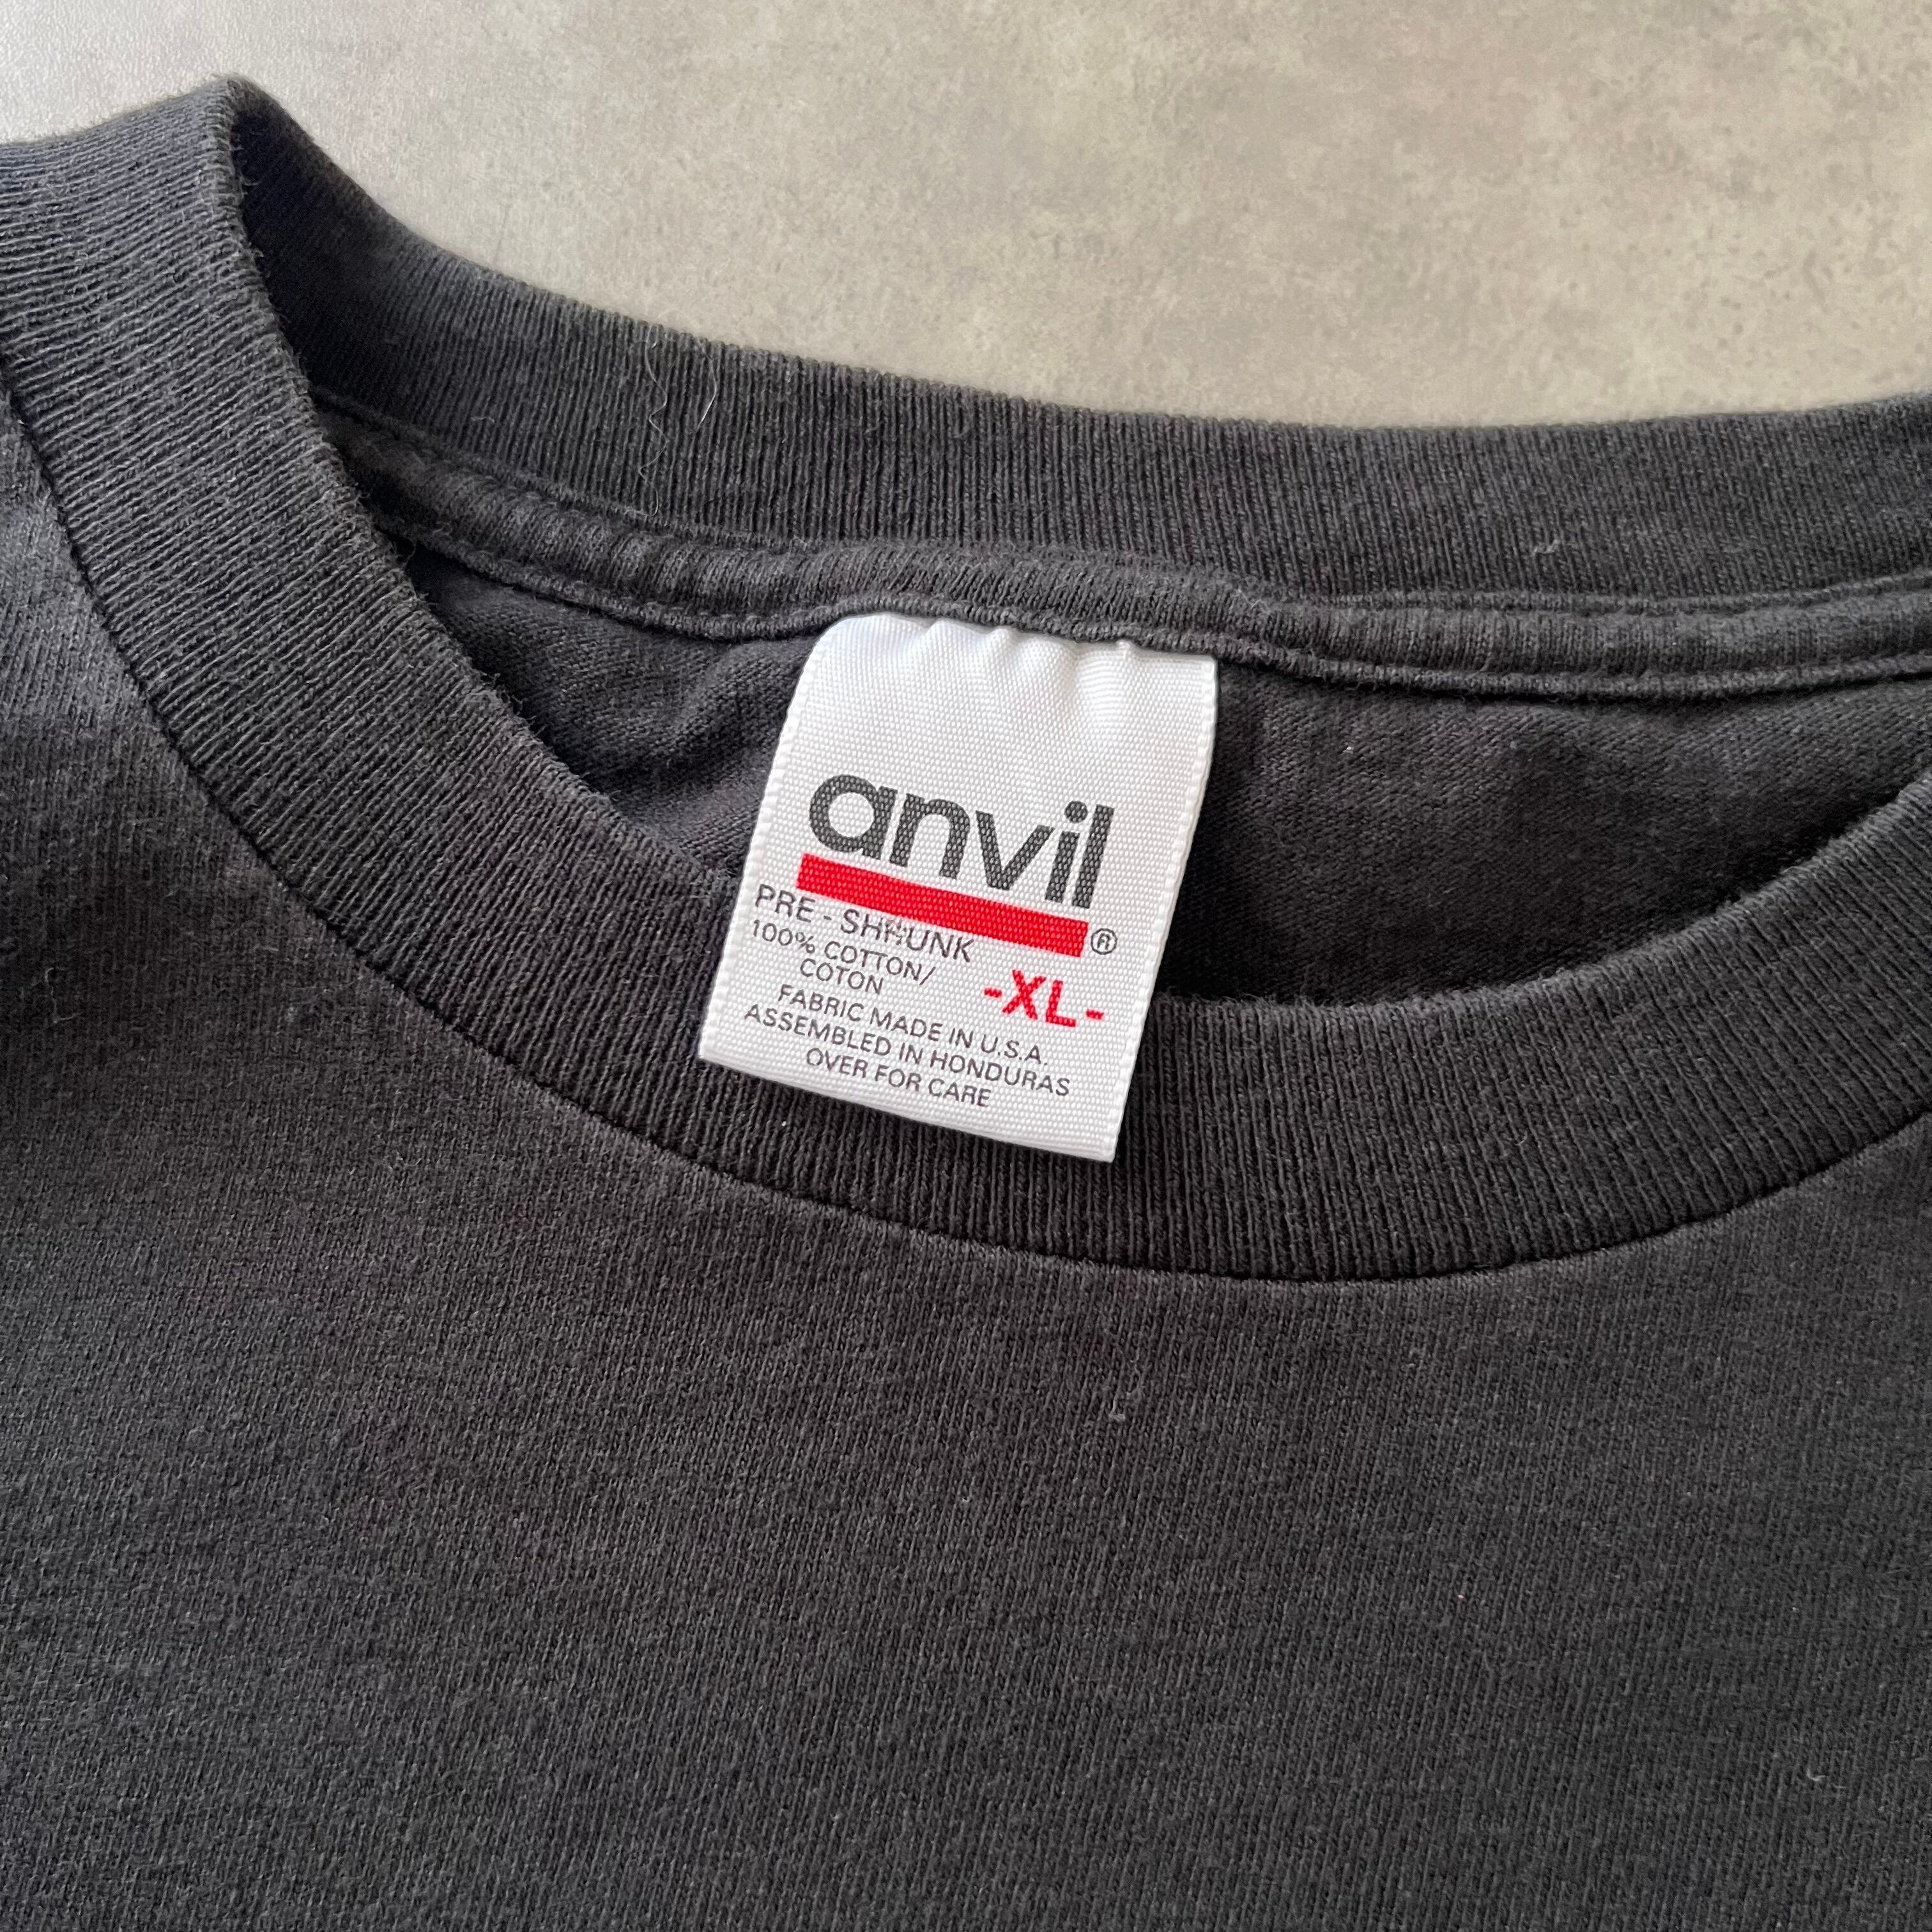 anvil®
PRE - SHRUNK
100% COTTON/
COTON
-XL-
FABRIC MADE IN U.S.A
ASSEMBLED IN HONDURAS
OVER FOR CARE